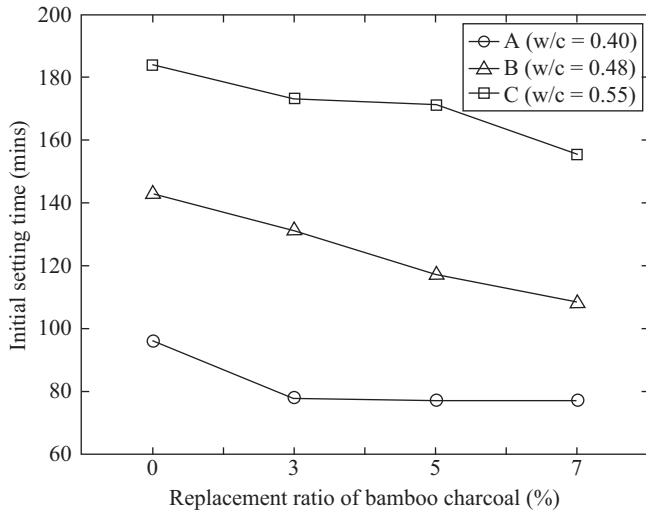 200
180
160
140
120
100
80
60
Initial setting time (mins)
A (w/c = 0.40)
B (w/c = 0.48)
C (w/c = 0.55)
0 3 5 7
Replacement ratio of bamboo charcoal (%)